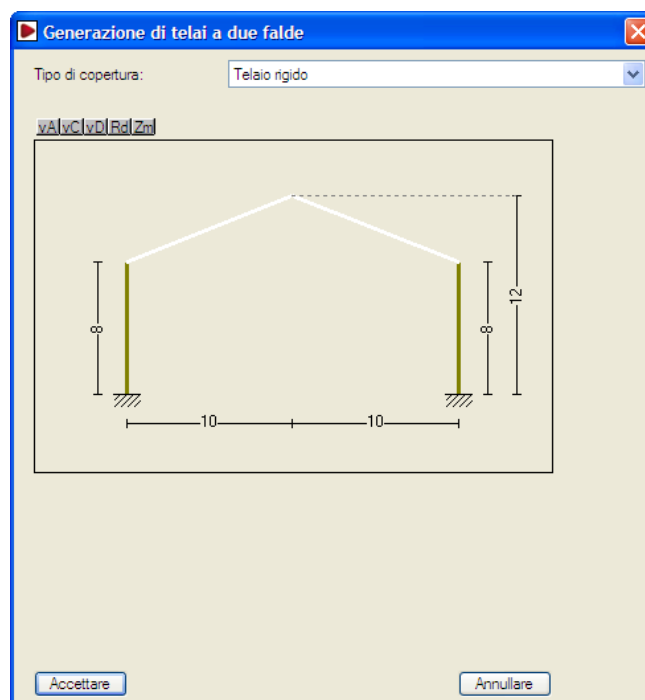 Generazione di telai a due falde
Tipo di copertura: Telaio rigido
vA vC vD Rd Zm
8
8
12
10 10
Accettare Annullare